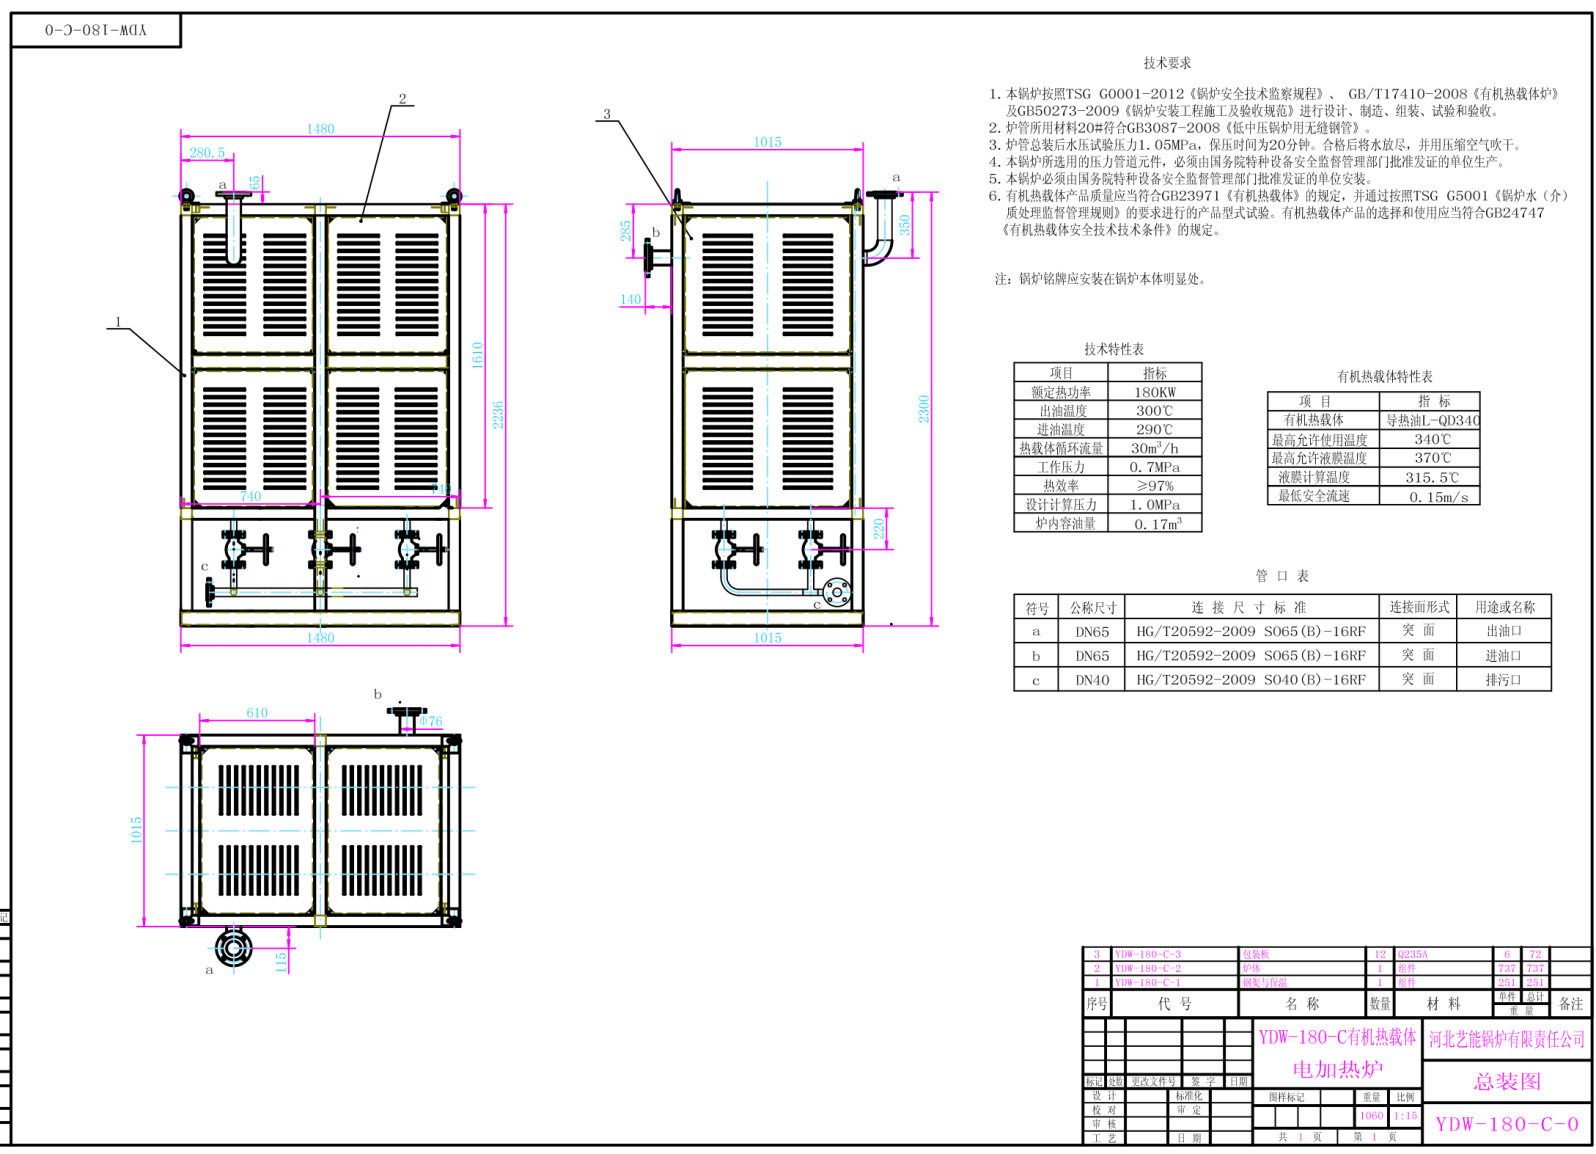 YDW-180-C-0
技术要求
1. 本锅炉按照TSG G0001-2012《锅炉安全技术监察规程》、 GB/T17410-2008《有机热载体炉》
及GB50273-2009《锅炉安装工程施工及验收规范》进行设计、制造、组装、试验和验收。
2. 炉管所用材料20#符合GB3087-2008《低中压锅炉用无缝钢管》。
3. 炉管总装后水压试验压力1.05MPa, 保压时间为20分钟。合格后将水放尽, 并用压缩空气吹干。
4. 本锅炉所选用的压力管道元件, 必须由国务院特种设备安全监督管理部门批准发证的单位生产。
5. 本锅炉必须由国务院特种设备安全监督管理部门批准发证的单位安装。
6. 有机热载体产品质量应当符合GB23971《有机热载体》的规定, 并通过按照TSG G5001《锅炉水（介）
质处理监督管理规则》的要求进行的产品型式试验。有机热载体产品的选择和使用应当符合GB24747
《有机热载体安全技术技术条件》的规定。
注: 锅炉铭牌应安装在锅炉本体明显处。
2
1480
280.5
a
65
1
1610
2236
740
740
c
1480
3
1015
a
b
285
350
140
2300
220
c
1015
b
610
Φ76
1015
115
a
技术特性表
项目 指标
额定热功率 180KW
出油温度 300℃
进油温度 290℃
热载体循环流量 30m³/h
工作压力 0.7MPa
热效率 ≥97%
设计计算压力 1.0MPa
炉内容油量 0.17m³
有机热载体特性表
项 目 指 标
有机热载体 导热油L-QD340
最高允许使用温度 340℃
最高允许液膜温度 370℃
液膜计算温度 315.5℃
最低安全流速 0.15m/s
管 口 表
符号 公称尺寸 连 接 尺 寸 标 准 连接面形式 用途或名称
a DN65 HG/T20592-2009 SO65(B)-16RF 突 面 出油口
b DN65 HG/T20592-2009 SO65(B)-16RF 突 面 进油口
c DN40 HG/T20592-2009 SO40(B)-16RF 突 面 排污口
记
3 YDW-180-C-3 包装板 12 Q235A 6 72
2 YDW-180-C-2 炉体 1 组件 737 737
1 YDW-180-C-1 钢架与保温 1 组件 251 251
序号 代 号 名 称 数量 材 料 单件 总计 重 量 备注
YDW-180-C有机热载体
电加热炉
河北艺能锅炉有限责任公司
总装图
YDW-180-C-0
标记 处数 更改文件号 签 字 日期
设 计 标准化
校 对 审 定
审 核
工 艺 日 期
图样标记 重量 比例
1060 1:15
共 1 页 第 1 页